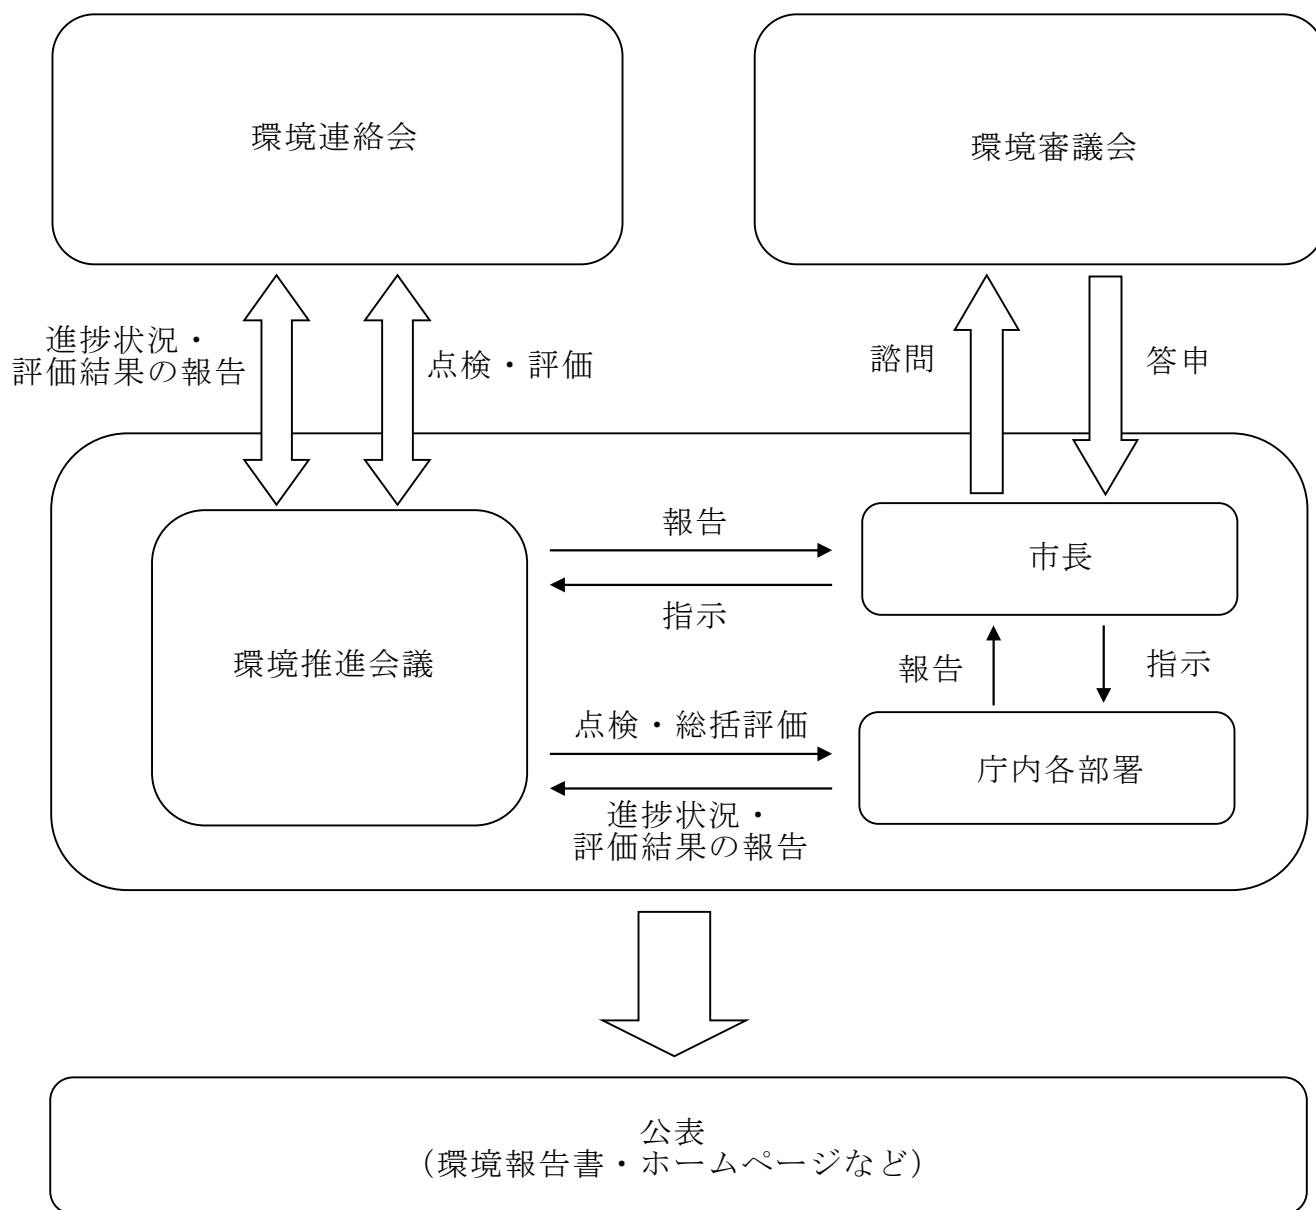 環境連絡会
環境審議会
進捗状況・
評価結果の報告
点検・評価
諮問
答申
報告
市長
指示
環境推進会議
報告
指示
点検・総括評価
庁内各部署
進捗状況・
評価結果の報告
公表
（環境報告書・ホームページなど）